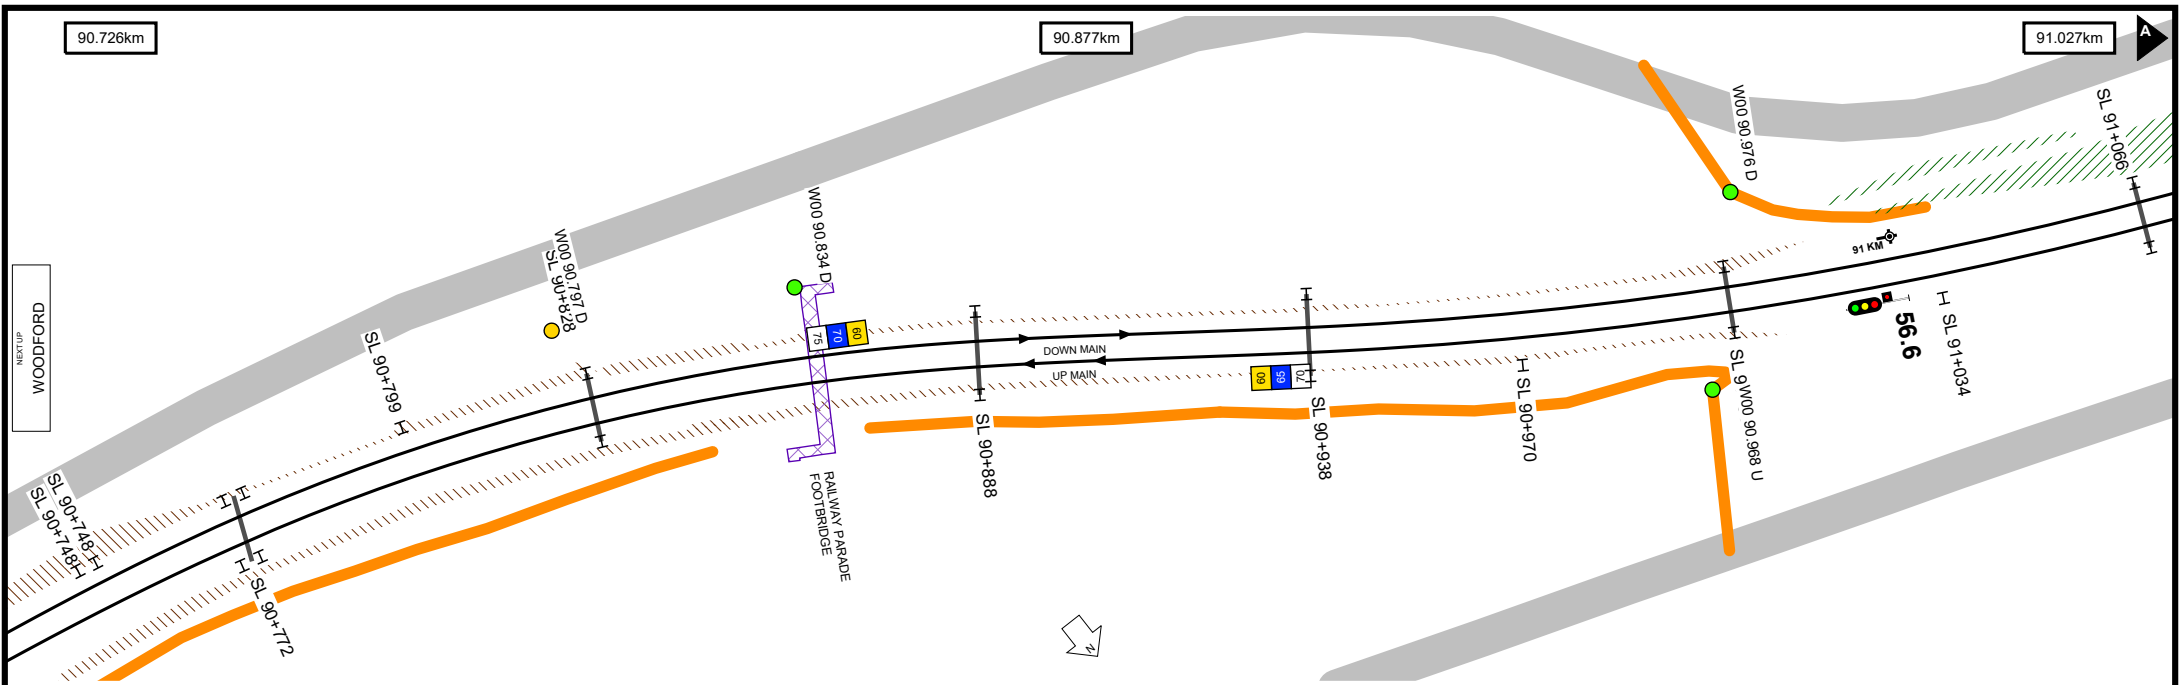 90.726km
90.877km
91.027km
A
NEXT UP
WOODFORD
SL 90+748
SL 90+748
SL 90+772
SL 90+799
W00 90.797 D
SL 90+828
W00 90.834 D
75
70
60
RAILWAY PARADE
FOOTBRIDGE
DOWN MAIN
UP MAIN
SL 90+888
60
65
70
SL 90+938
SL 90+970
W00 90.976 D
SL 9
W00 90.968 U
91 KM
56.6
SL 91+034
SL 91+066
N